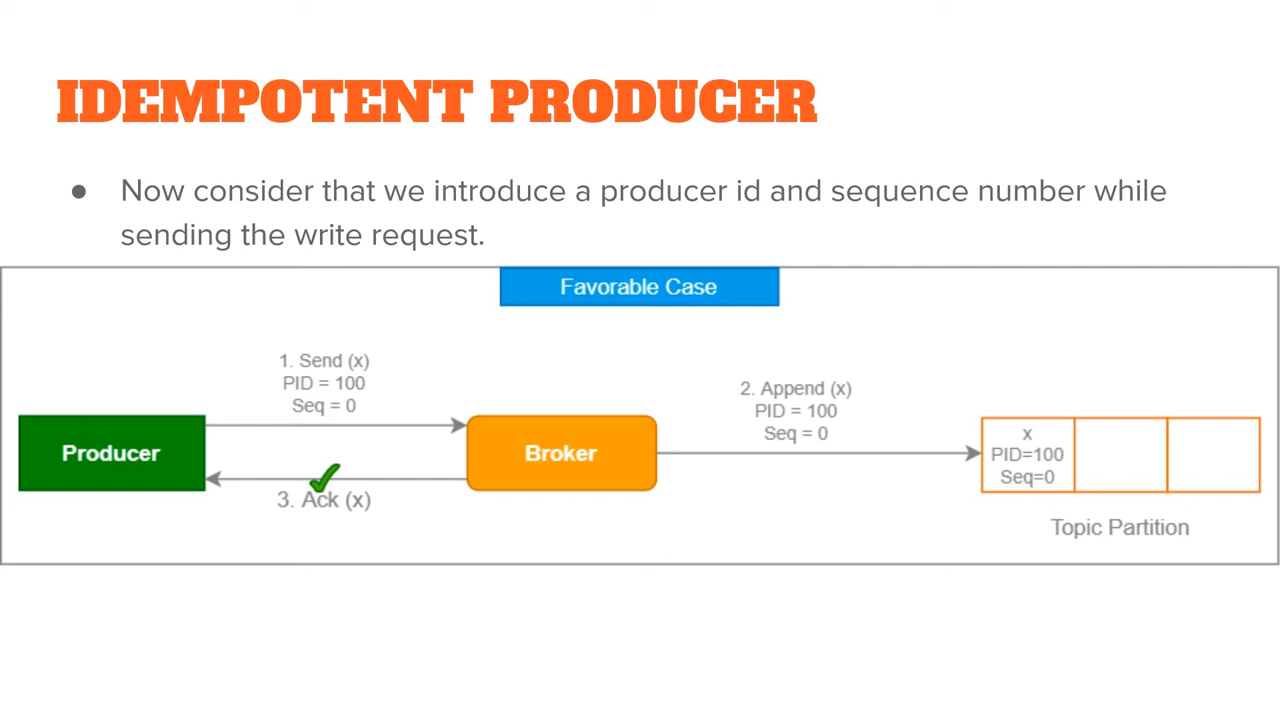 IDEMPOTENT PRODUCER
● Now consider that we introduce a producer id and sequence number while
sending the write request.
Favorable Case
1. Send (x)
PID = 100
Seq = 0
Producer
3. Ack (x)
Broker
2. Append (x)
PID = 100
Seq = 0
x
PID=100
Seq=0
Topic Partition